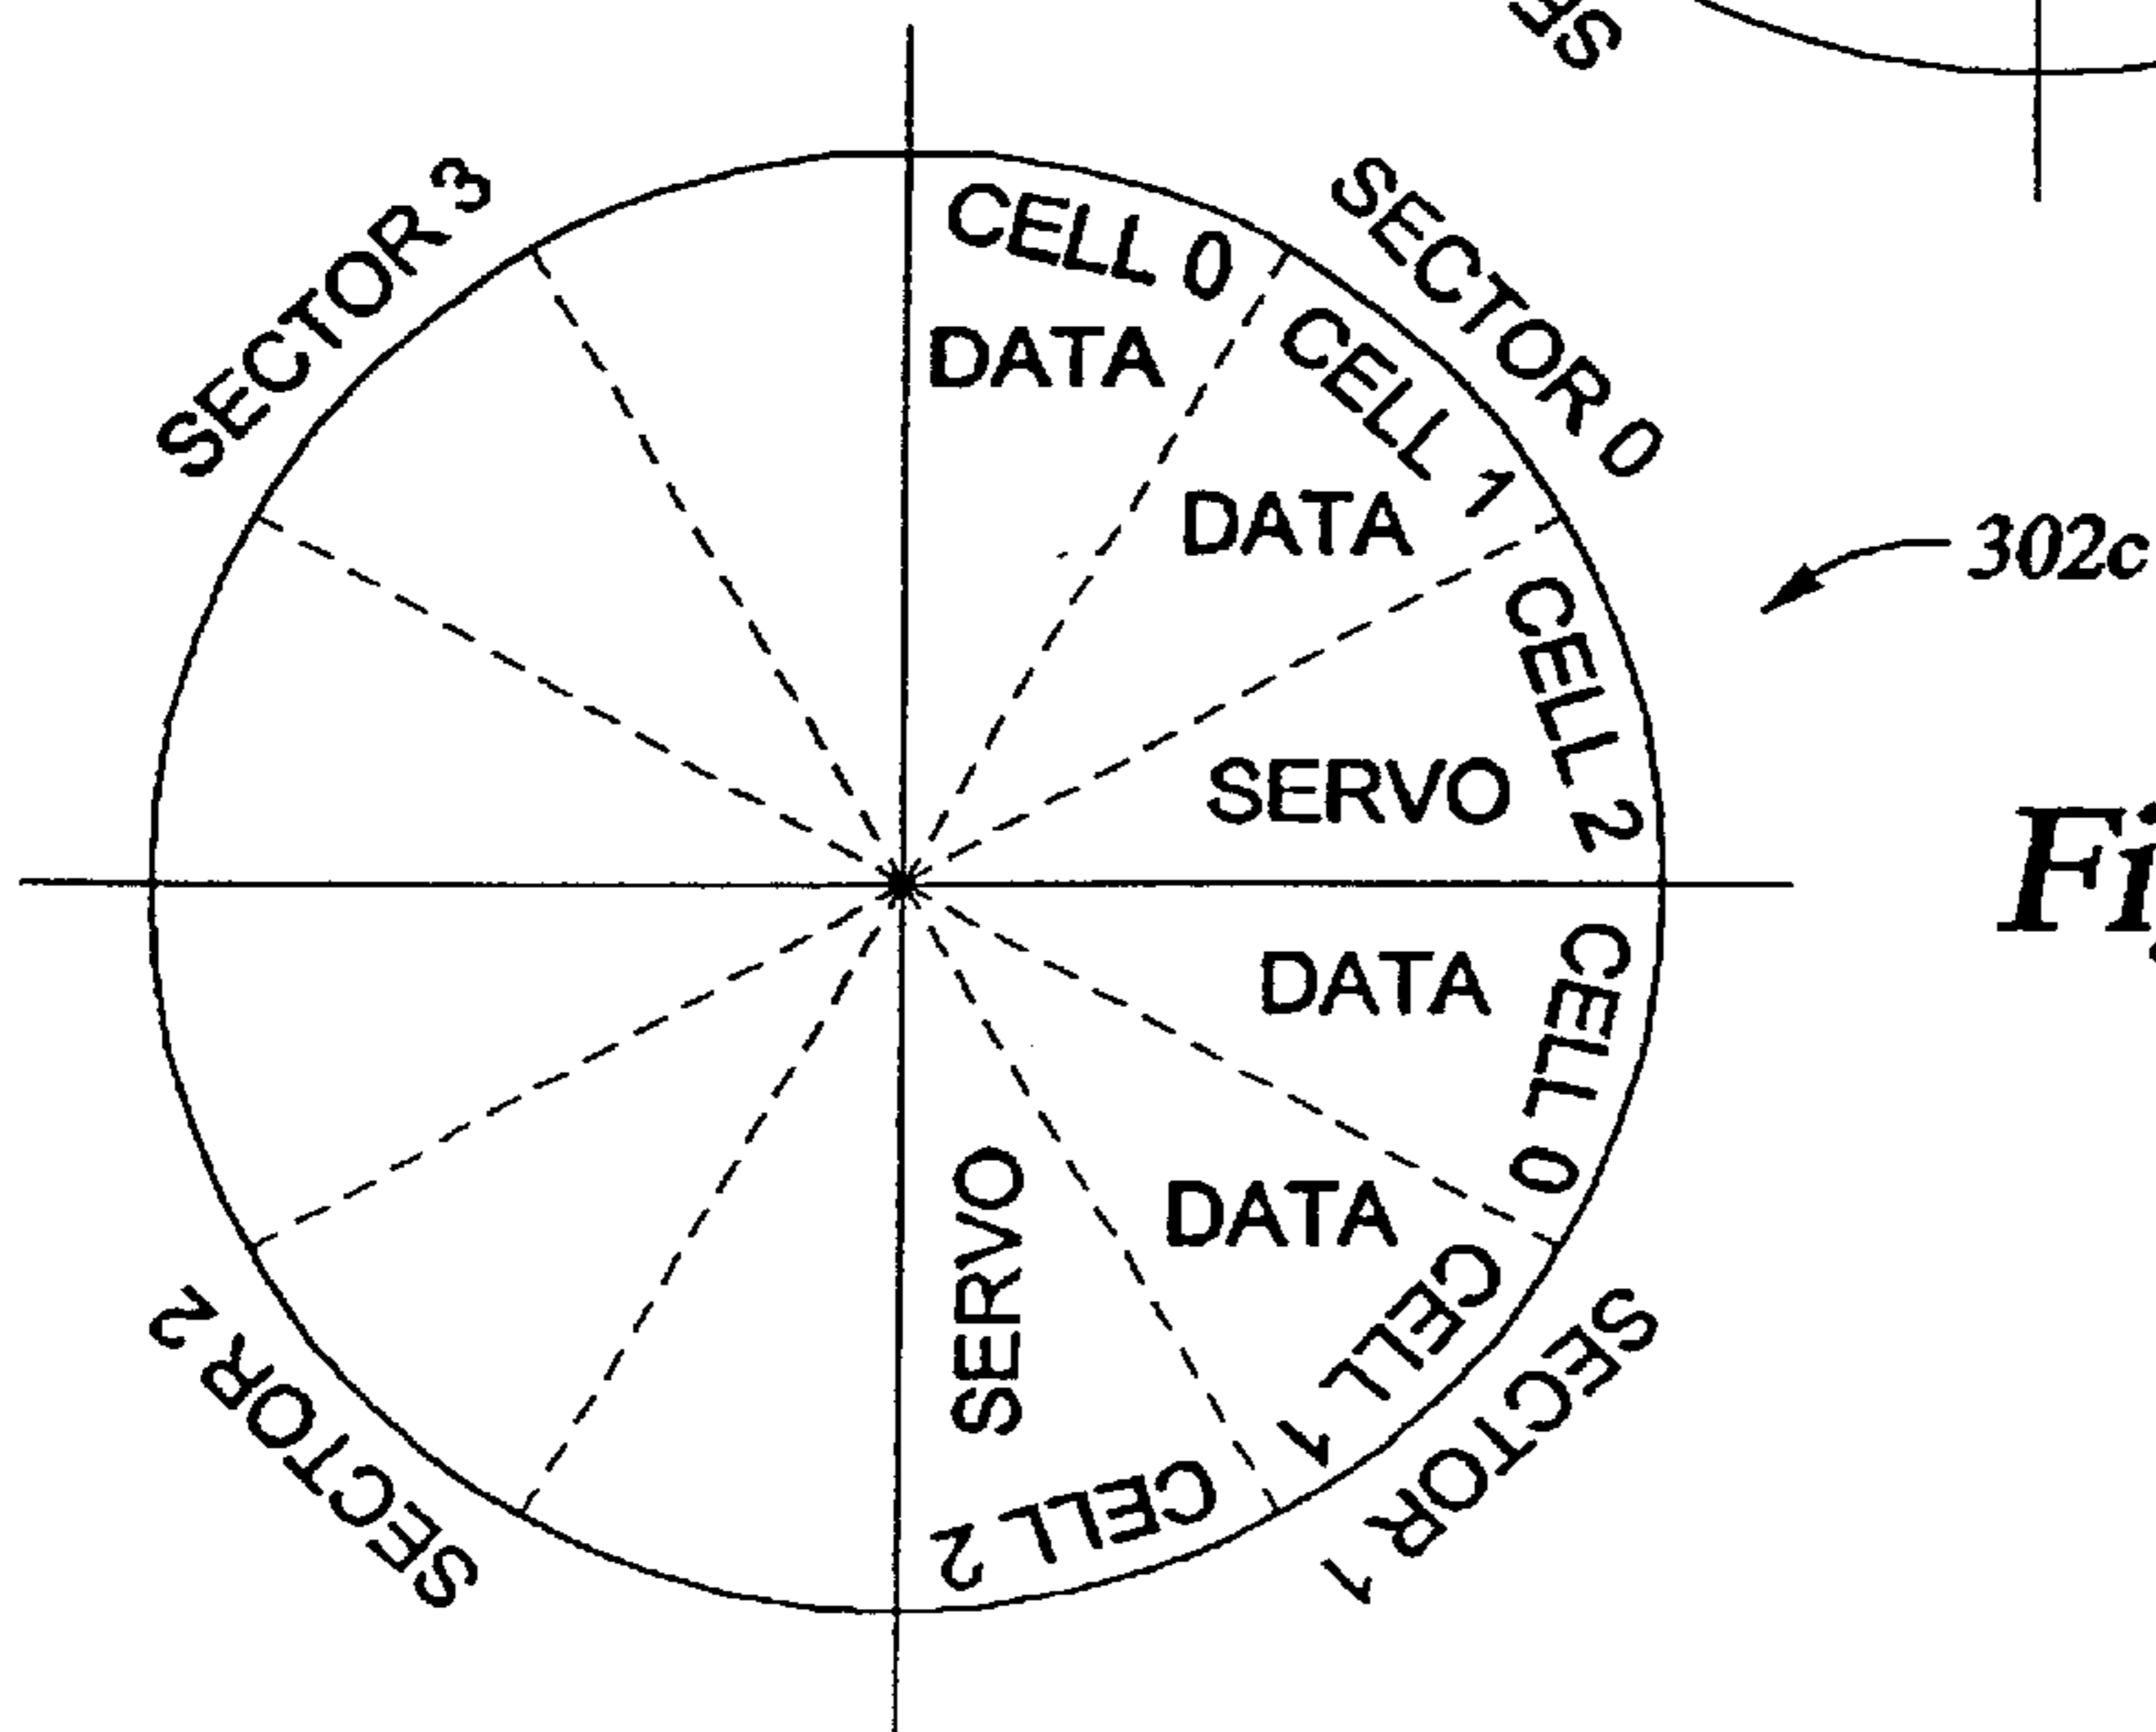 SECTOR 3
SECTOR 0
CELL 0
DATA
CELL 1
DATA
302c
CELL 2
SERVO
DATA
CELL 0
DATA
CELL 1
SERVO
CELL 2
SECTOR 1
SECTOR 2